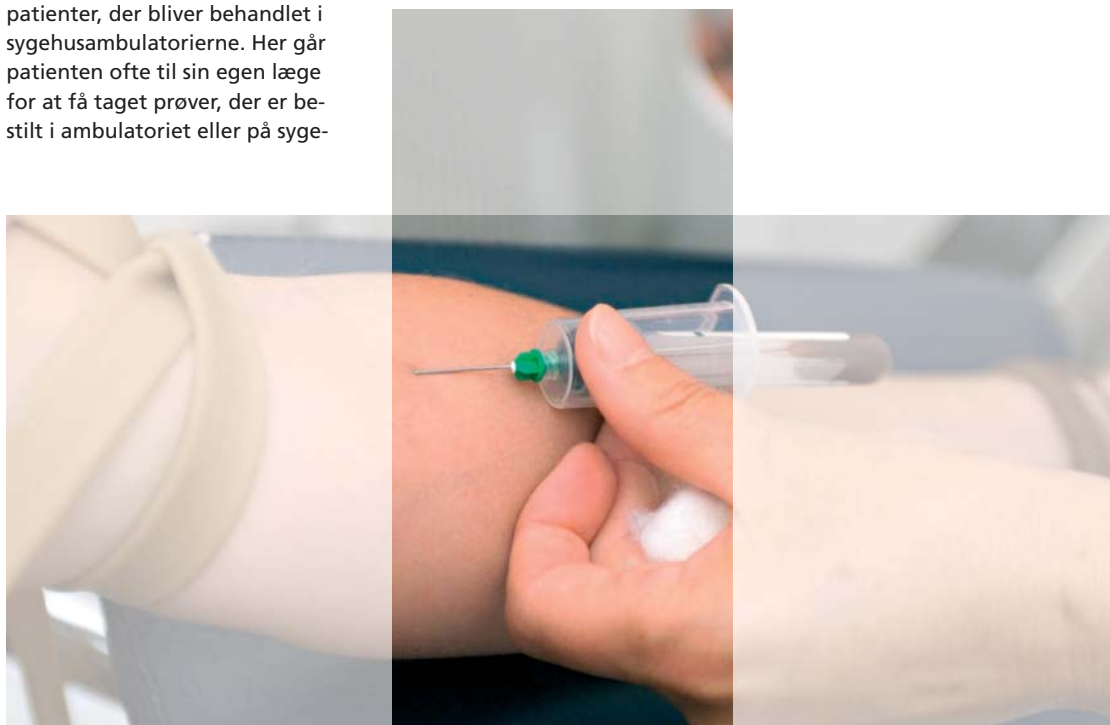 patienter, der bliver behandlet i
sygehusambulatorierne. Her går
patienten ofte til sin egen læge
for at få taget prøver, der er be-
stilt i ambulatoriet eller på syge-